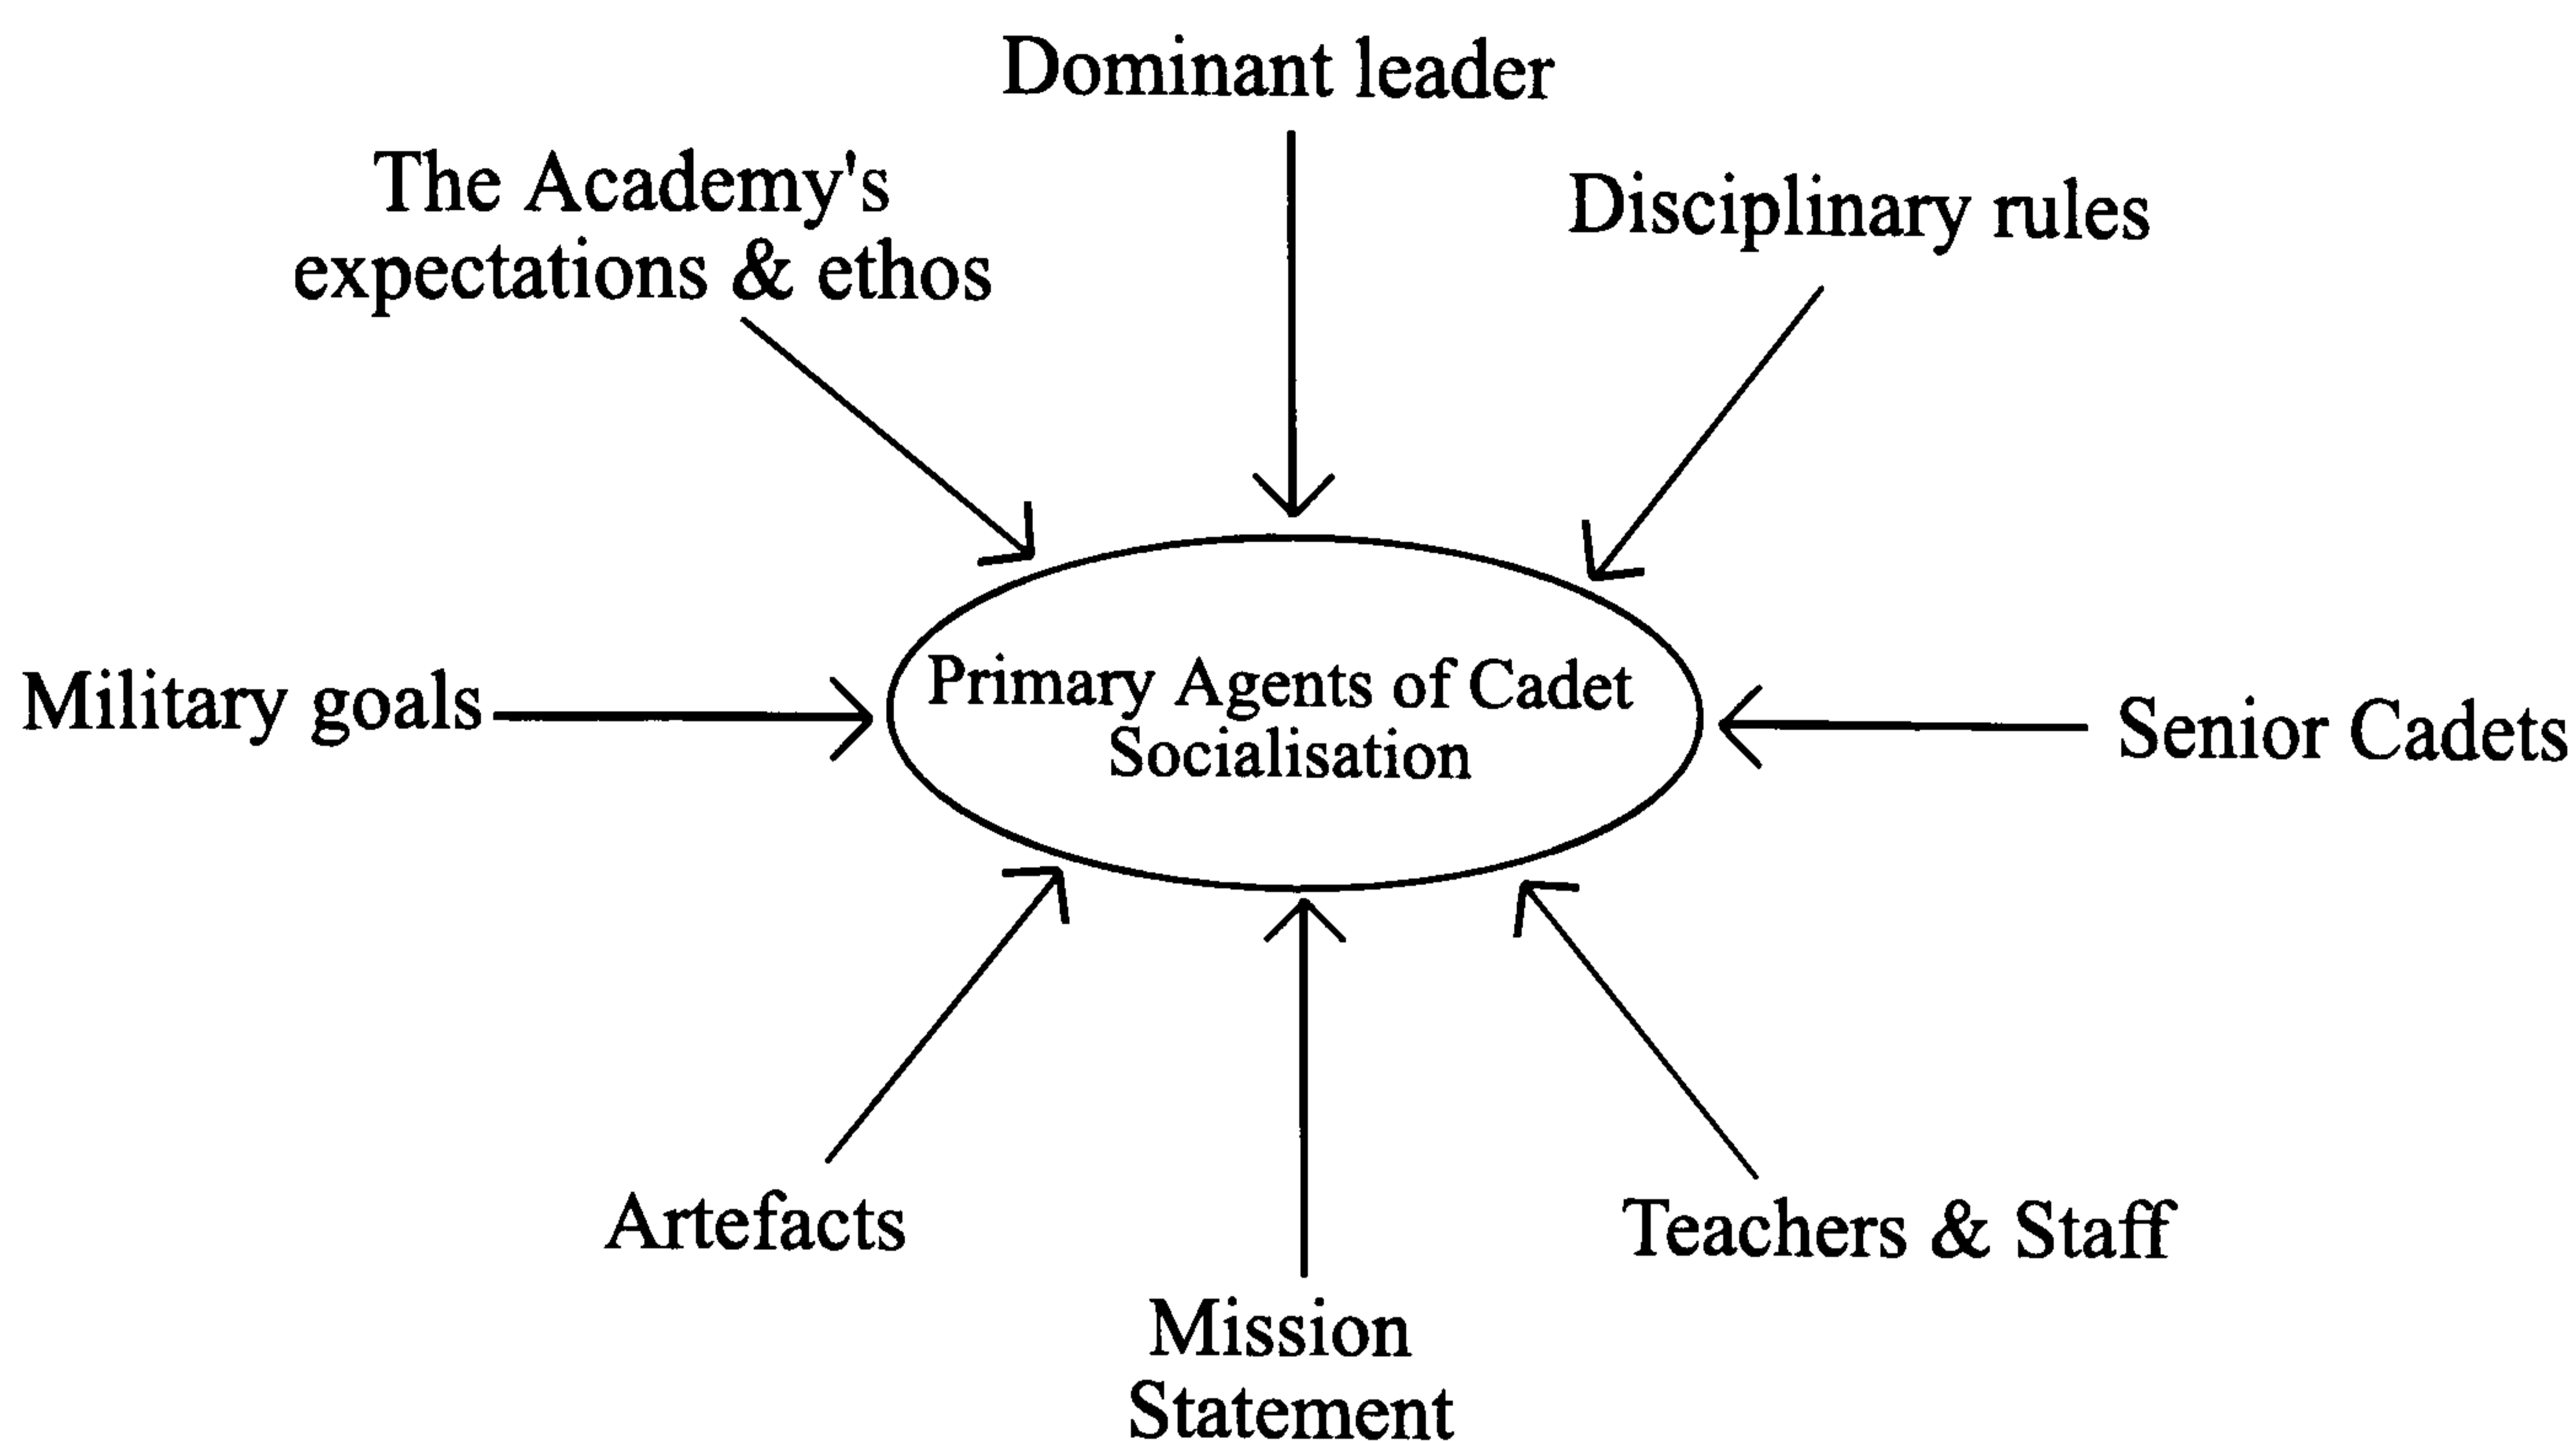 Dominant leader
The Academy's
expectations & ethos
Disciplinary rules
Military goals
Primary Agents of Cadet
Socialisation
Senior Cadets
Artefacts
Teachers & Staff
Mission
Statement